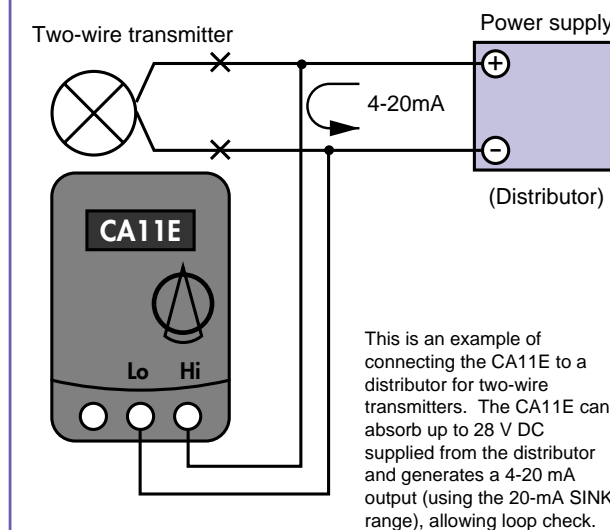 Two-wire transmitter
Power supply
+
4-20mA
−
(Distributor)
CA11E
Lo Hi
This is an example of
connecting the CA11E to a
distributor for two-wire
transmitters. The CA11E can
absorb up to 28 V DC
supplied from the distributor
and generates a 4-20 mA
output (using the 20-mA SINK
range), allowing loop check.